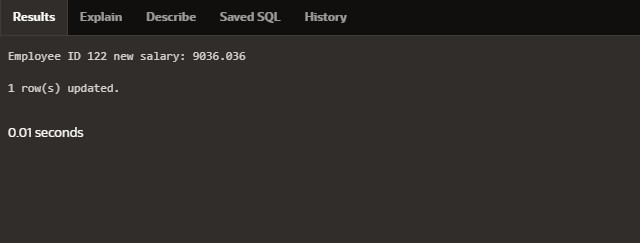 Results Explain Describe Saved SQL History
Employee ID 122 new salary: 9036.036
1 row(s) updated.
0.01 seconds